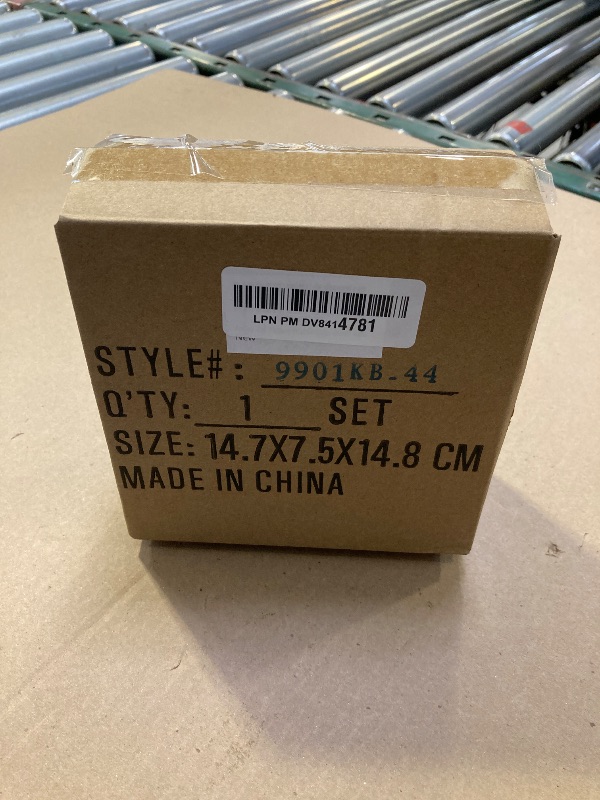 LPN PM DV8414781
STYLE#: 9901KB-44
Q'TY: 1 SET
SIZE: 14.7X7.5X14.8 CM
MADE IN CHINA